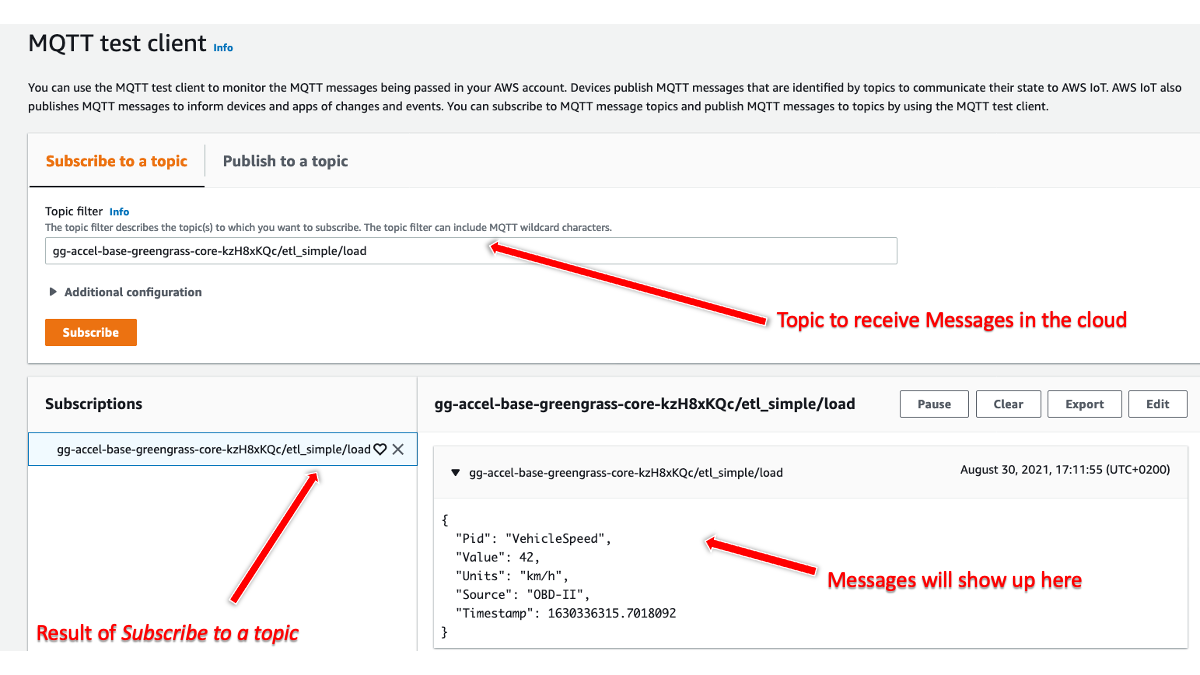 MQTT test client Info
You can use the MQTT test client to monitor the MQTT messages being passed in your AWS account. Devices publish MQTT messages that are identified by topics to communicate their state to AWS IoT. AWS IoT also
publishes MQTT messages to inform devices and apps of changes and events. You can subscribe to MQTT message topics and publish MQTT messages to topics by using the MQTT test client.
Subscribe to a topic
Publish to a topic
Topic filter Info
The topic filter describes the topic(s) to which you want to subscribe. The topic filter can include MQTT wildcard characters.
gg-accel-base-greengrass-core-kzH8xKQc/etl_simple/load
Additional configuration
Topic to receive Messages in the cloud
Subscribe
Subscriptions
gg-accel-base-greengrass-core-kzH8xKQc/etl_simple/load
Result of Subscribe to a topic
gg-accel-base-greengrass-core-kzH8xKQc/etl_simple/load
Pause
Clear
Export
Edit
gg-accel-base-greengrass-core-kzH8xKQc/etl_simple/load
August 30, 2021, 17:11:55 (UTC+0200)
{
"Pid": "VehicleSpeed",
"Value": 42,
"Units": "km/h",
"Source": "OBD-II",
"Timestamp": 1630336315.7018092
}
Messages will show up here